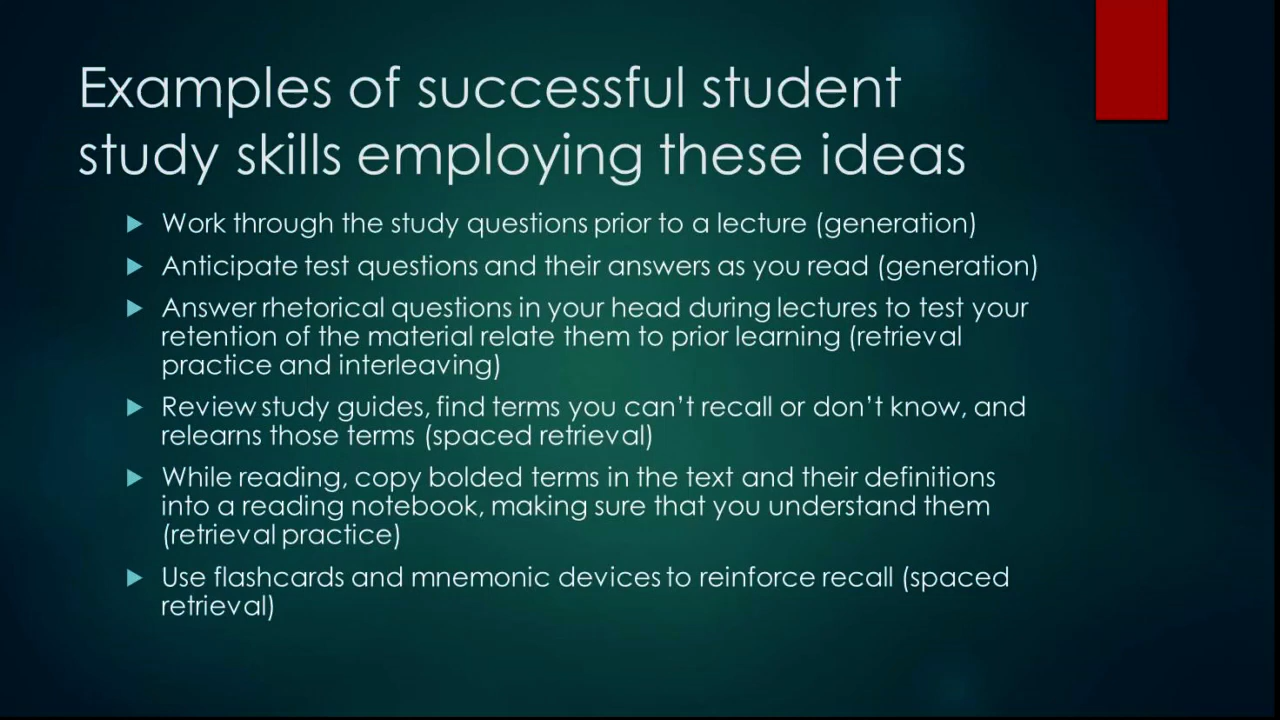 Examples of successful student
study skills employing these ideas
Work through the study questions prior to a lecture (generation)
Anticipate test questions and their answers as you read (generation)
Answer rhetorical questions in your head during lectures to test your
retention of the material relate them to prior learning (retrieval
practice and interleaving)
Review study guides, find terms you can’t recall or don’t know, and
relearns those terms (spaced retrieval)
While reading, copy bolded terms in the text and their definitions
into a reading notebook, making sure that you understand them
(retrieval practice)
Use flashcards and mnemonic devices to reinforce recall (spaced
retrieval)